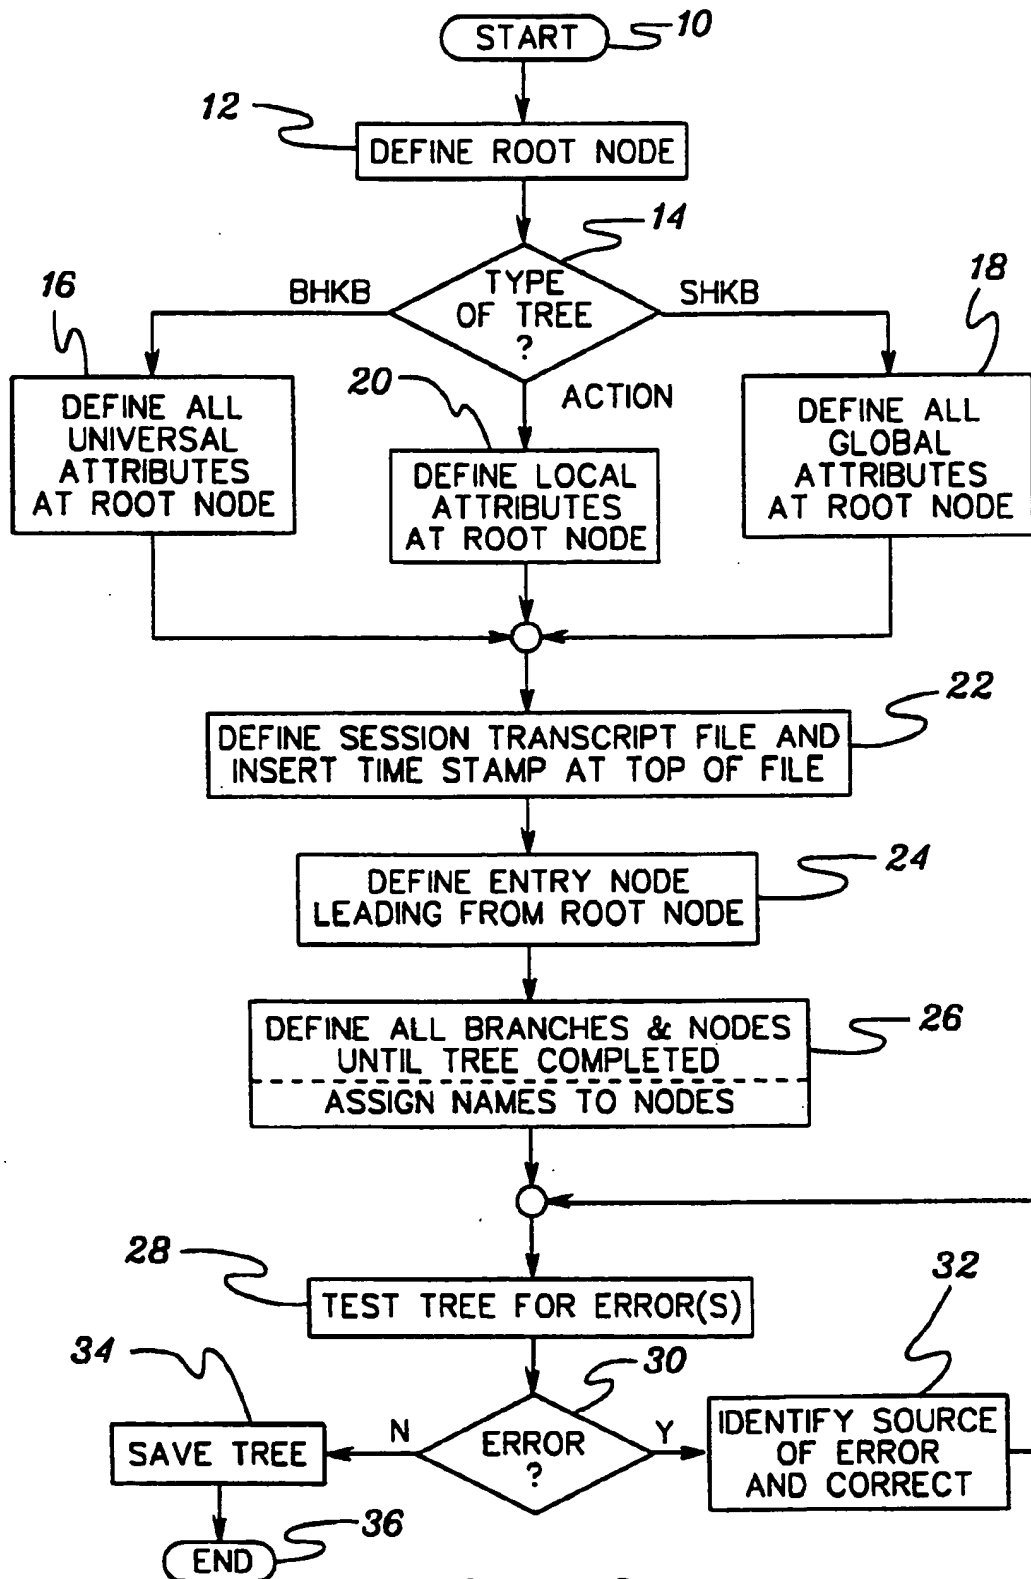 START
10
12
DEFINE ROOT NODE
14
TYPE
OF TREE
?
BHKB
SHKB
ACTION
16
DEFINE ALL
UNIVERSAL
ATTRIBUTES
AT ROOT NODE
20
DEFINE LOCAL
ATTRIBUTES
AT ROOT NODE
18
DEFINE ALL
GLOBAL
ATTRIBUTES
AT ROOT NODE
22
DEFINE SESSION TRANSCRIPT FILE AND
INSERT TIME STAMP AT TOP OF FILE
24
DEFINE ENTRY NODE
LEADING FROM ROOT NODE
26
DEFINE ALL BRANCHES & NODES
UNTIL TREE COMPLETED
ASSIGN NAMES TO NODES
28
TEST TREE FOR ERROR(S)
30
ERROR
?
N
Y
32
IDENTIFY SOURCE
OF ERROR
AND CORRECT
34
SAVE TREE
36
END